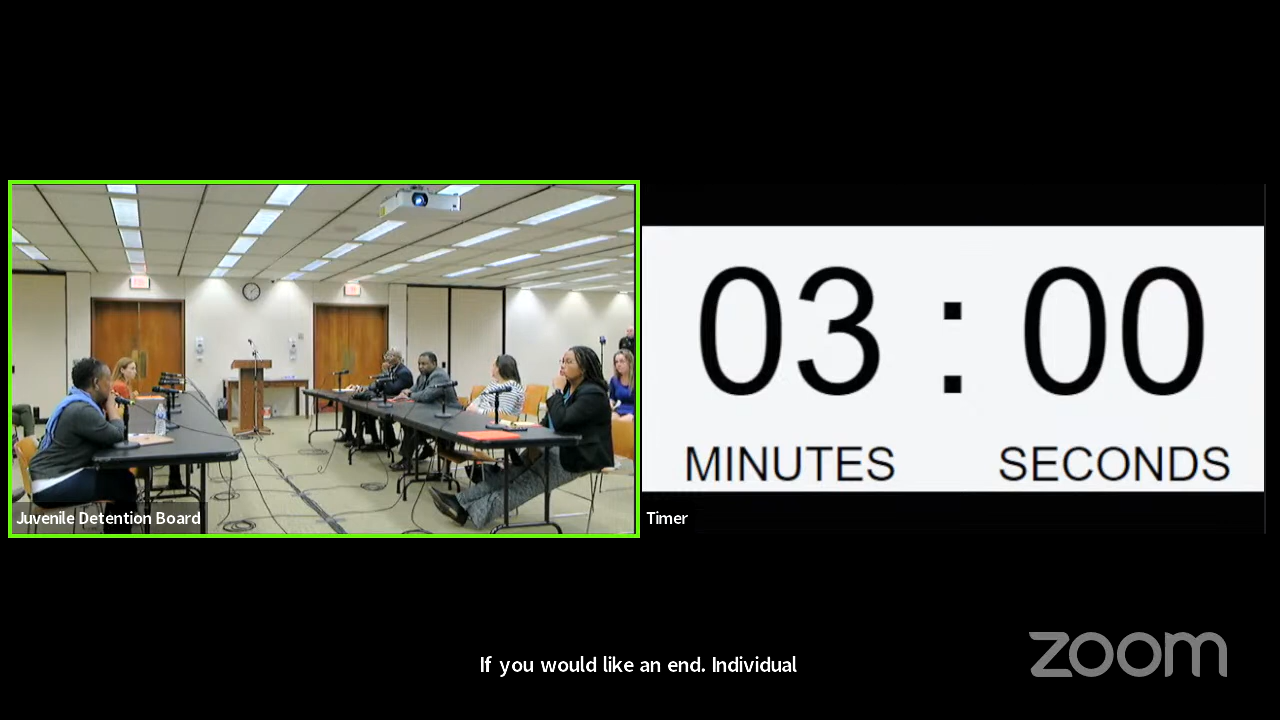 03 : 00
MINUTES
SECONDS
Juvenile Detention Board
Timer
If you would like an end. Individual
zoom